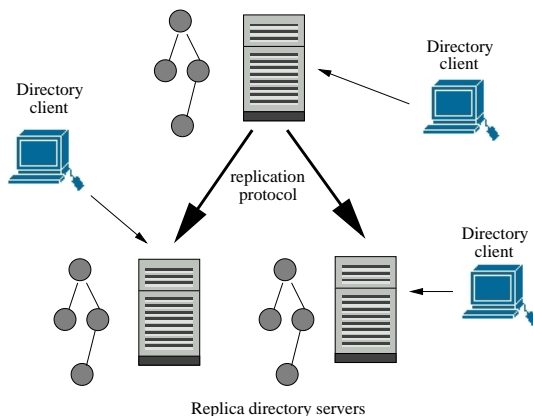 Directory
client
Directory
client
replication
protocol
Directory
client
Replica directory servers